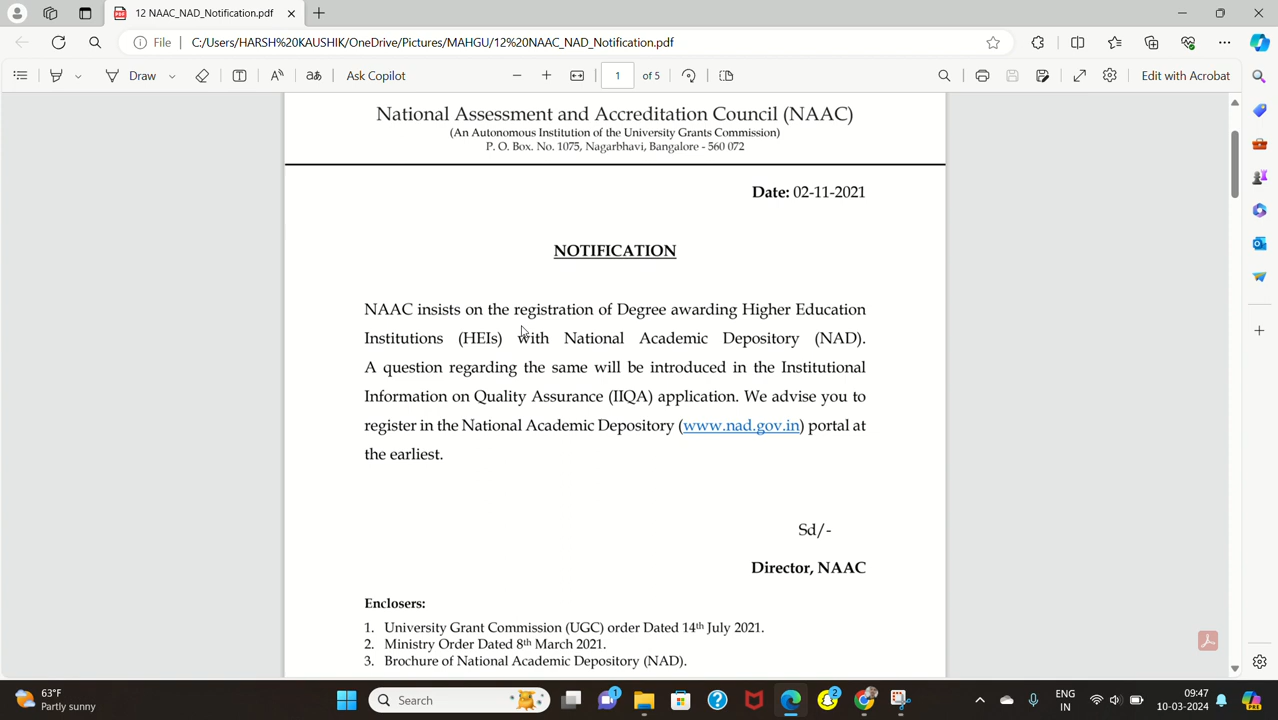 12 NAAC_NAD_Notification.pdf
File
C:/Users/HARSH%20KAUSHIK/OneDrive/Pictures/MAHGU/12%20NAAC_NAD_Notification.pdf
Draw
Ask Copilot
1 of 5
Edit with Acrobat
National Assessment and Accreditation Council (NAAC)
(An Autonomous Institution of the University Grants Commission)
P. O. Box. No. 1075, Nagarbhavi, Bangalore - 560 072
Date: 02-11-2021
NOTIFICATION
NAAC insists on the registration of Degree awarding Higher Education
Institutions (HEIs) with National Academic Depository (NAD).
A question regarding the same will be introduced in the Institutional
Information on Quality Assurance (IIQA) application. We advise you to
register in the National Academic Depository (www.nad.gov.in) portal at
the earliest.
Sd/-
Director, NAAC
Enclosers:
1. University Grant Commission (UGC) order Dated 14th July 2021.
2. Ministry Order Dated 8th March 2021.
3. Brochure of National Academic Depository (NAD).
63°F
Partly sunny
Search
1
2
ENG
IN
09:47
10-03-2024